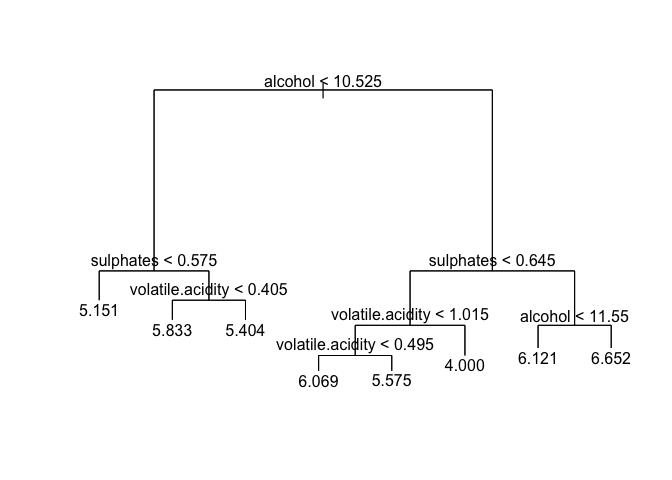 alcohol < 10.525
sulphates < 0.575
sulphates < 0.645
volatile.acidity < 0.405
5.151
volatile.acidity < 1.015
alcohol < 11.55
5.833
5.404
volatile.acidity < 0.495
6.121
6.652
4.000
6.069
5.575